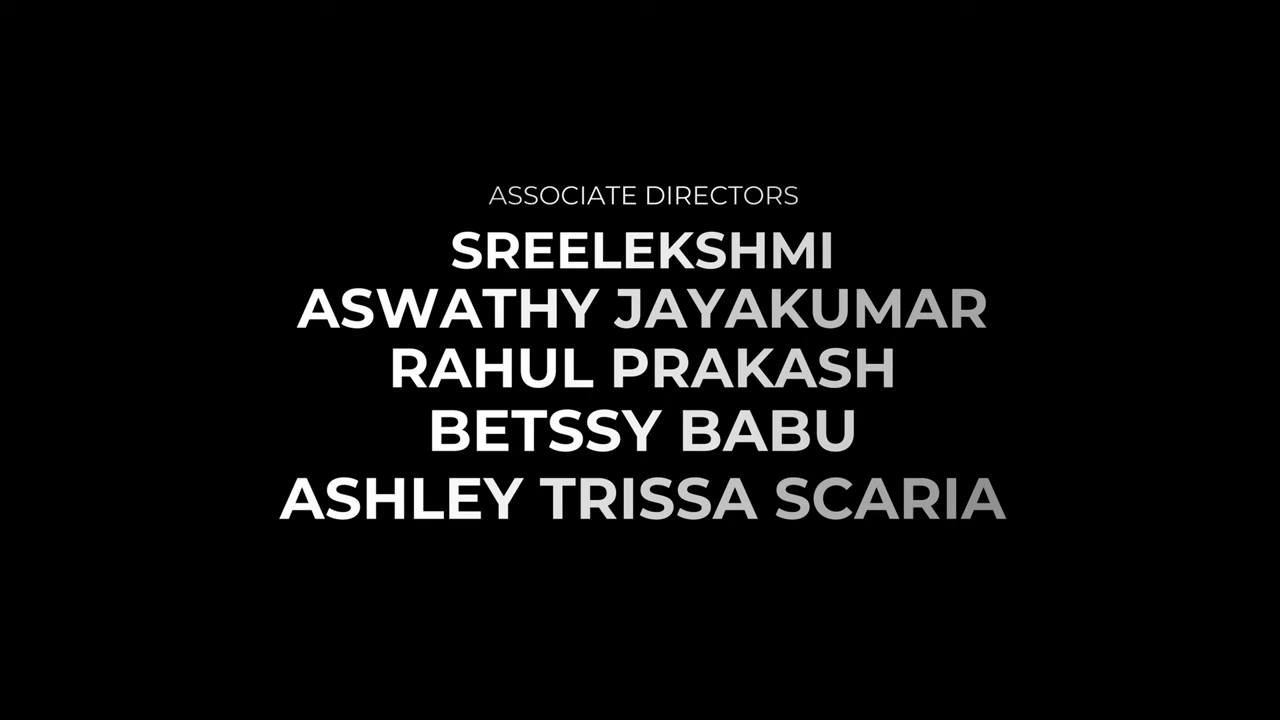 ASSOCIATE DIRECTORS
SREELEKSHMI
ASWATHY JAYAKUMAR
RAHUL PRAKASH
BETSSY BABU
ASHLEY TRISSA SCARIA